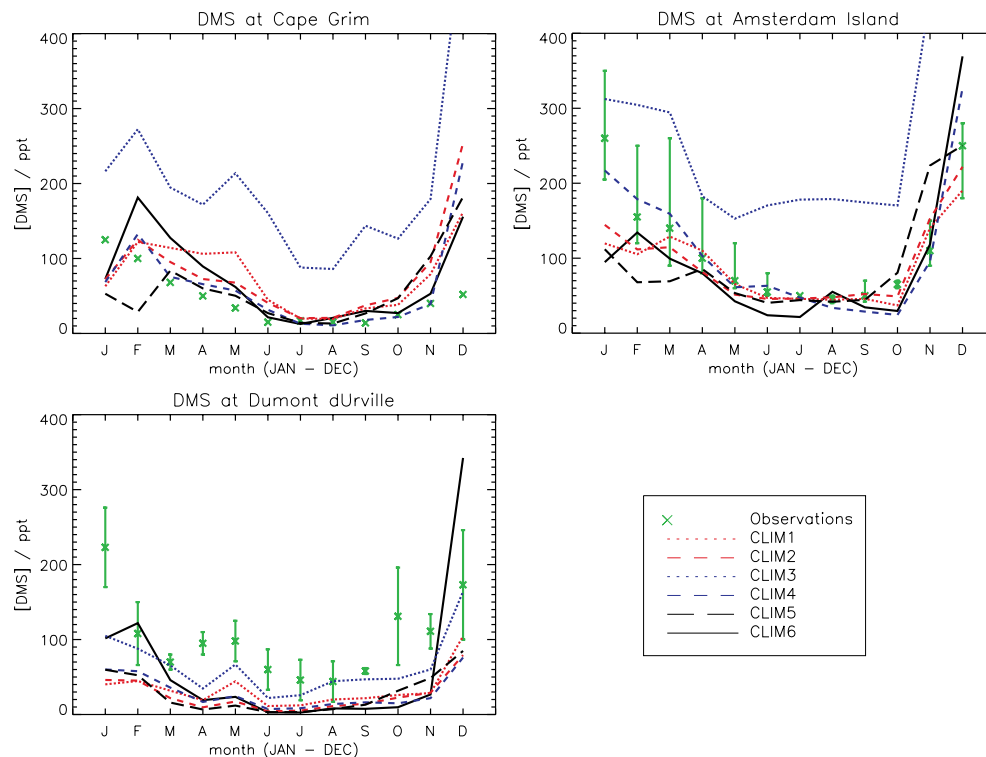 DMS at Cape Grim
400
300
200
100
0
[DMS] / ppt
J F M A M J J A S O N D
month (JAN - DEC)
DMS at Amsterdam Island
400
300
200
100
0
[DMS] / ppt
J F M A M J J A S O N D
month (JAN - DEC)
DMS at Dumont dUrville
400
300
200
100
0
[DMS] / ppt
J F M A M J J A S O N D
month (JAN - DEC)
Observations
CLIM1
CLIM2
CLIM3
CLIM4
CLIM5
CLIM6